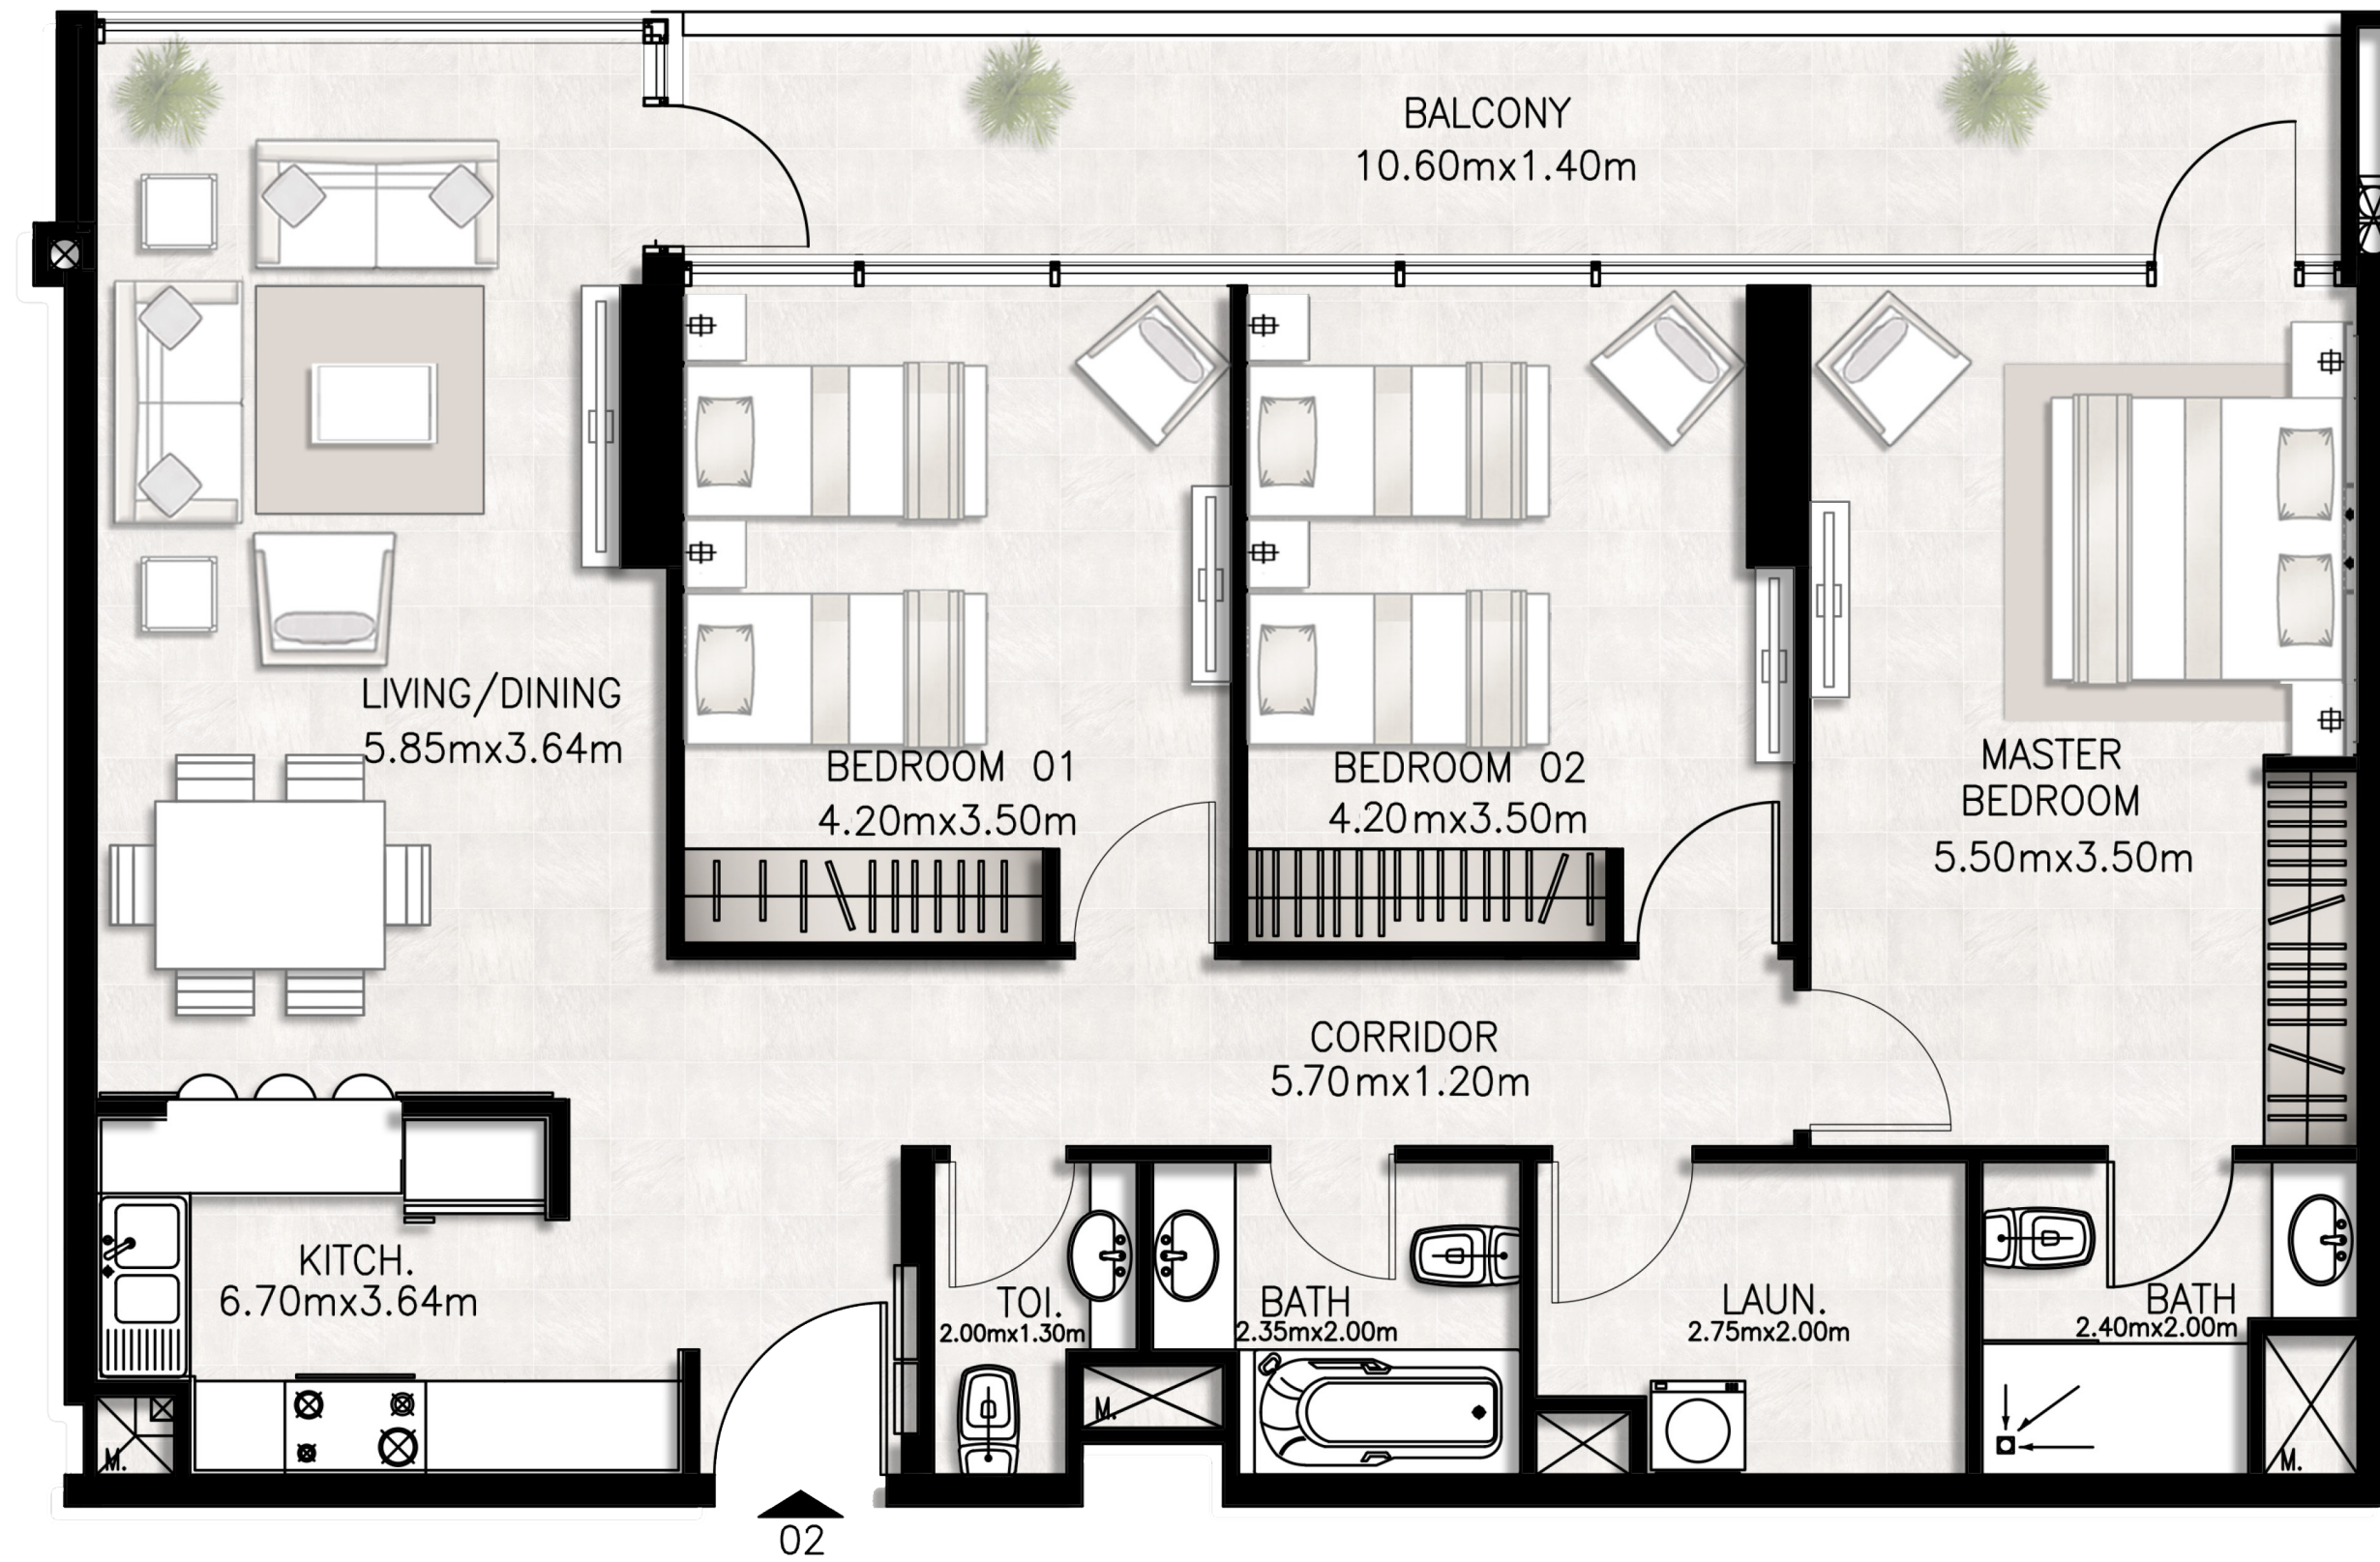 BALCONY
10.60mx1.40m
LIVING/DINING
5.85mx3.64m
BEDROOM 01
4.20mx3.50m
BEDROOM 02
4.20mx3.50m
MASTER
BEDROOM
5.50mx3.50m
CORRIDOR
5.70mx1.20m
KITCH.
6.70mx3.64m
TOI.
2.00mx1.30m
BATH
2.35mx2.00m
LAUN.
2.75mx2.00m
BATH
2.40mx2.00m
M.
M.
M.
02